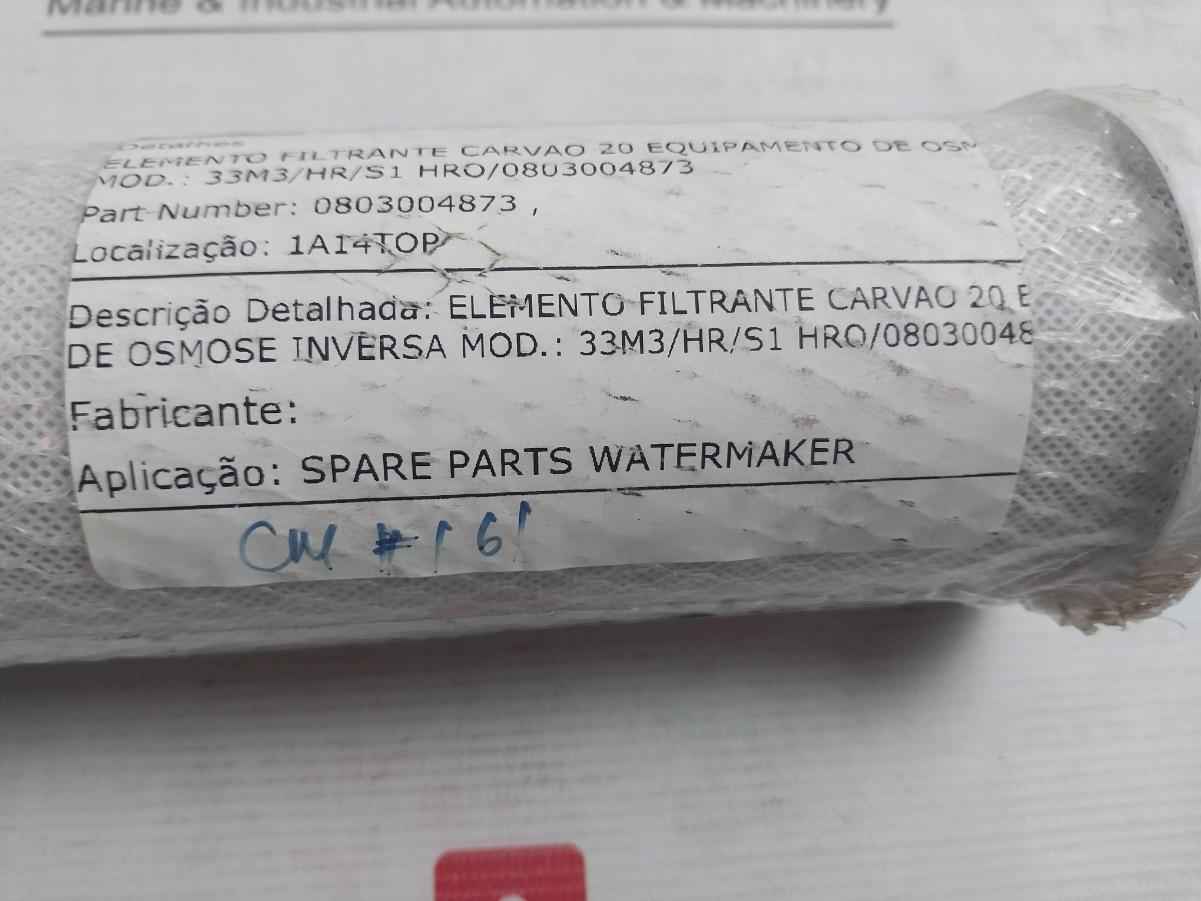 Marine & Industrial Automation & Machinery
Detalhes
ELEMENTO FILTRANTE CARVAO 20 EQUIPAMENTO DE OSM
MOD.: 33M3/HR/S1 HRO/0803004873
Part Number: 0803004873 ,
Localização: 1A14TOP
Descrição Detalhada: ELEMENTO FILTRANTE CARVAO 20 E
DE OSMOSE INVERSA MOD.: 33M3/HR/S1 HRO/08030048
Fabricante:
Aplicação: SPARE PARTS WATERMAKER
# 161